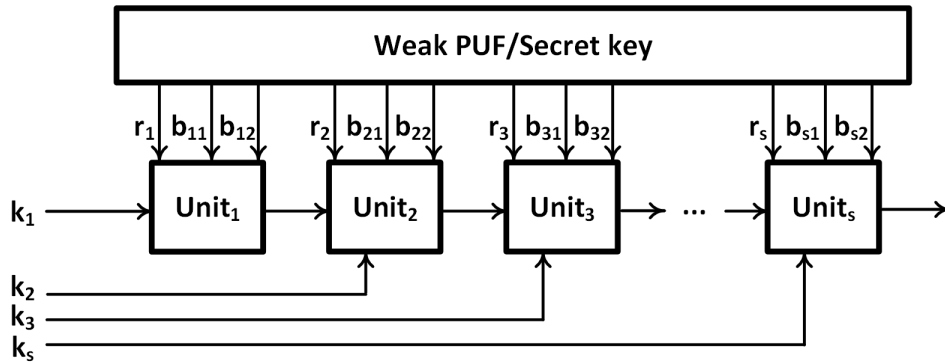 Weak PUF/Secret key
r₁ b₁₁ b₁₂ r₂ b₂₁ b₂₂ r₃ b₃₁ b₃₂ rₛ bₛ₁ bₛ₂
k₁ Unit₁ Unit₂ Unit₃ ... Unitₛ
k₂
k₃
kₛ